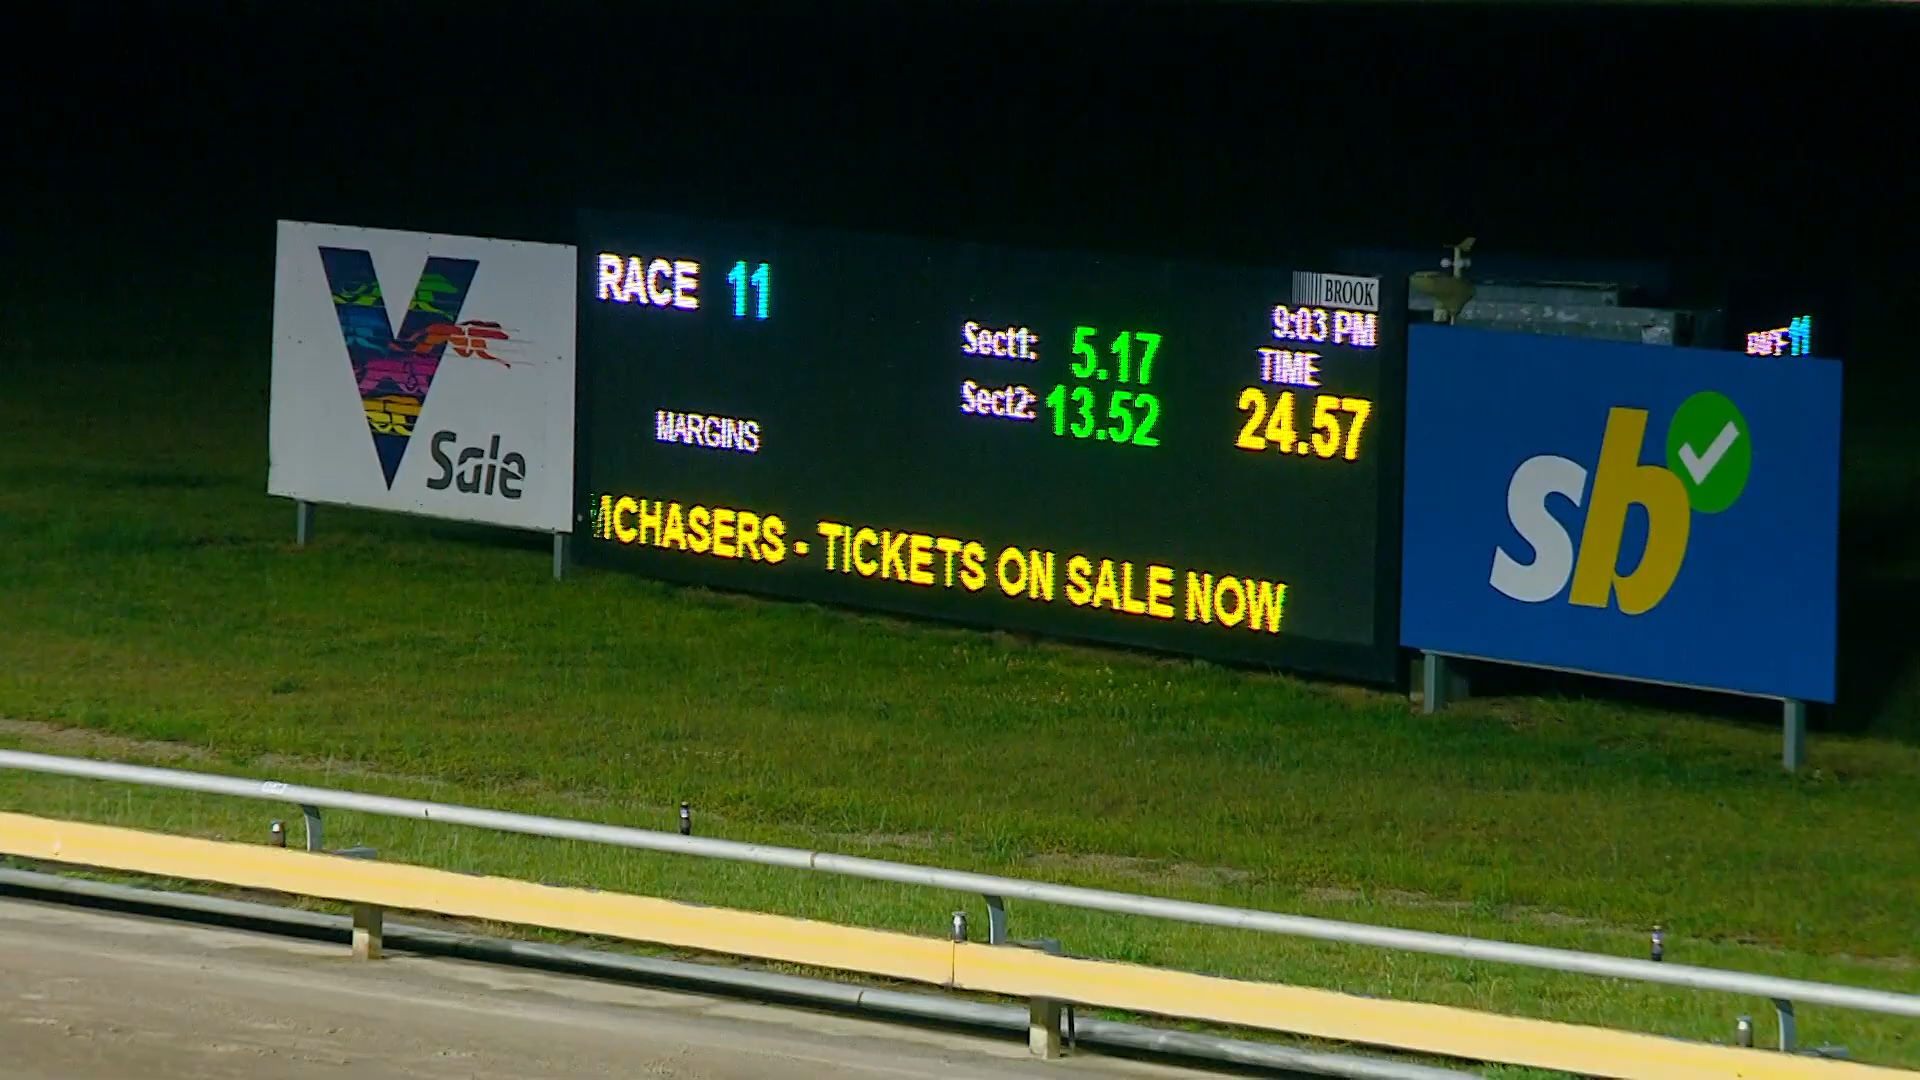 V
Sale
RACE 11
BROOK
9:03 PM
Sect1: 5.17
TIME
Sect2: 13.52
24.57
MARGINS
CHASERS - TICKETS ON SALE NOW
sb
11